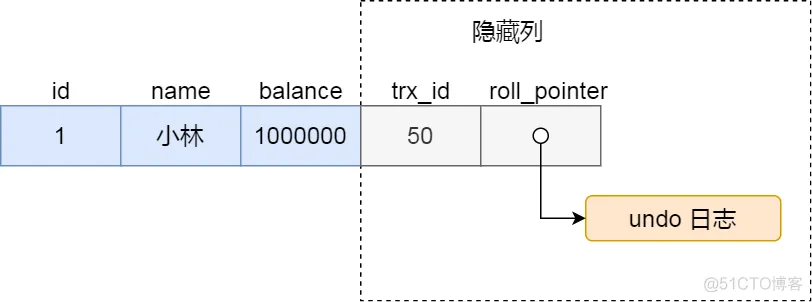 隐藏列
id name balance trx_id roll_pointer
1 小林 1000000 50
undo 日志
@51CTO博客